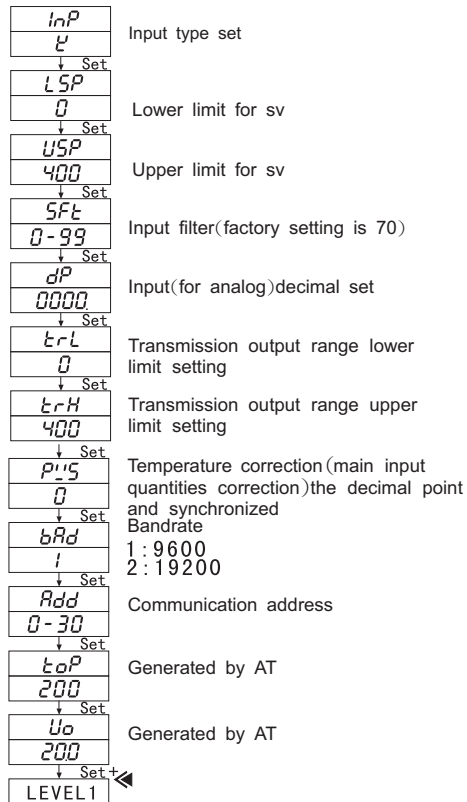 InP
K
Input type set
Set
LSP
0
Lower limit for sv
Set
USP
400
Upper limit for sv
Set
SFt
0-99
Input filter(factory setting is 70)
Set
dP
0000.
Input(for analog)decimal set
Set
trL
0
Transmission output range lower
limit setting
Set
trH
400
Transmission output range upper
limit setting
Set
0
Temperature correction(main input
quantities correction)the decimal point
and synchronized
Set
bAd
1
Bandrate
1:9600
2:19200
Set
Add
0-30
Communication address
Set
toP
200
Generated by AT
Set
Uo
20.0
Generated by AT
Set+
LEVEL1